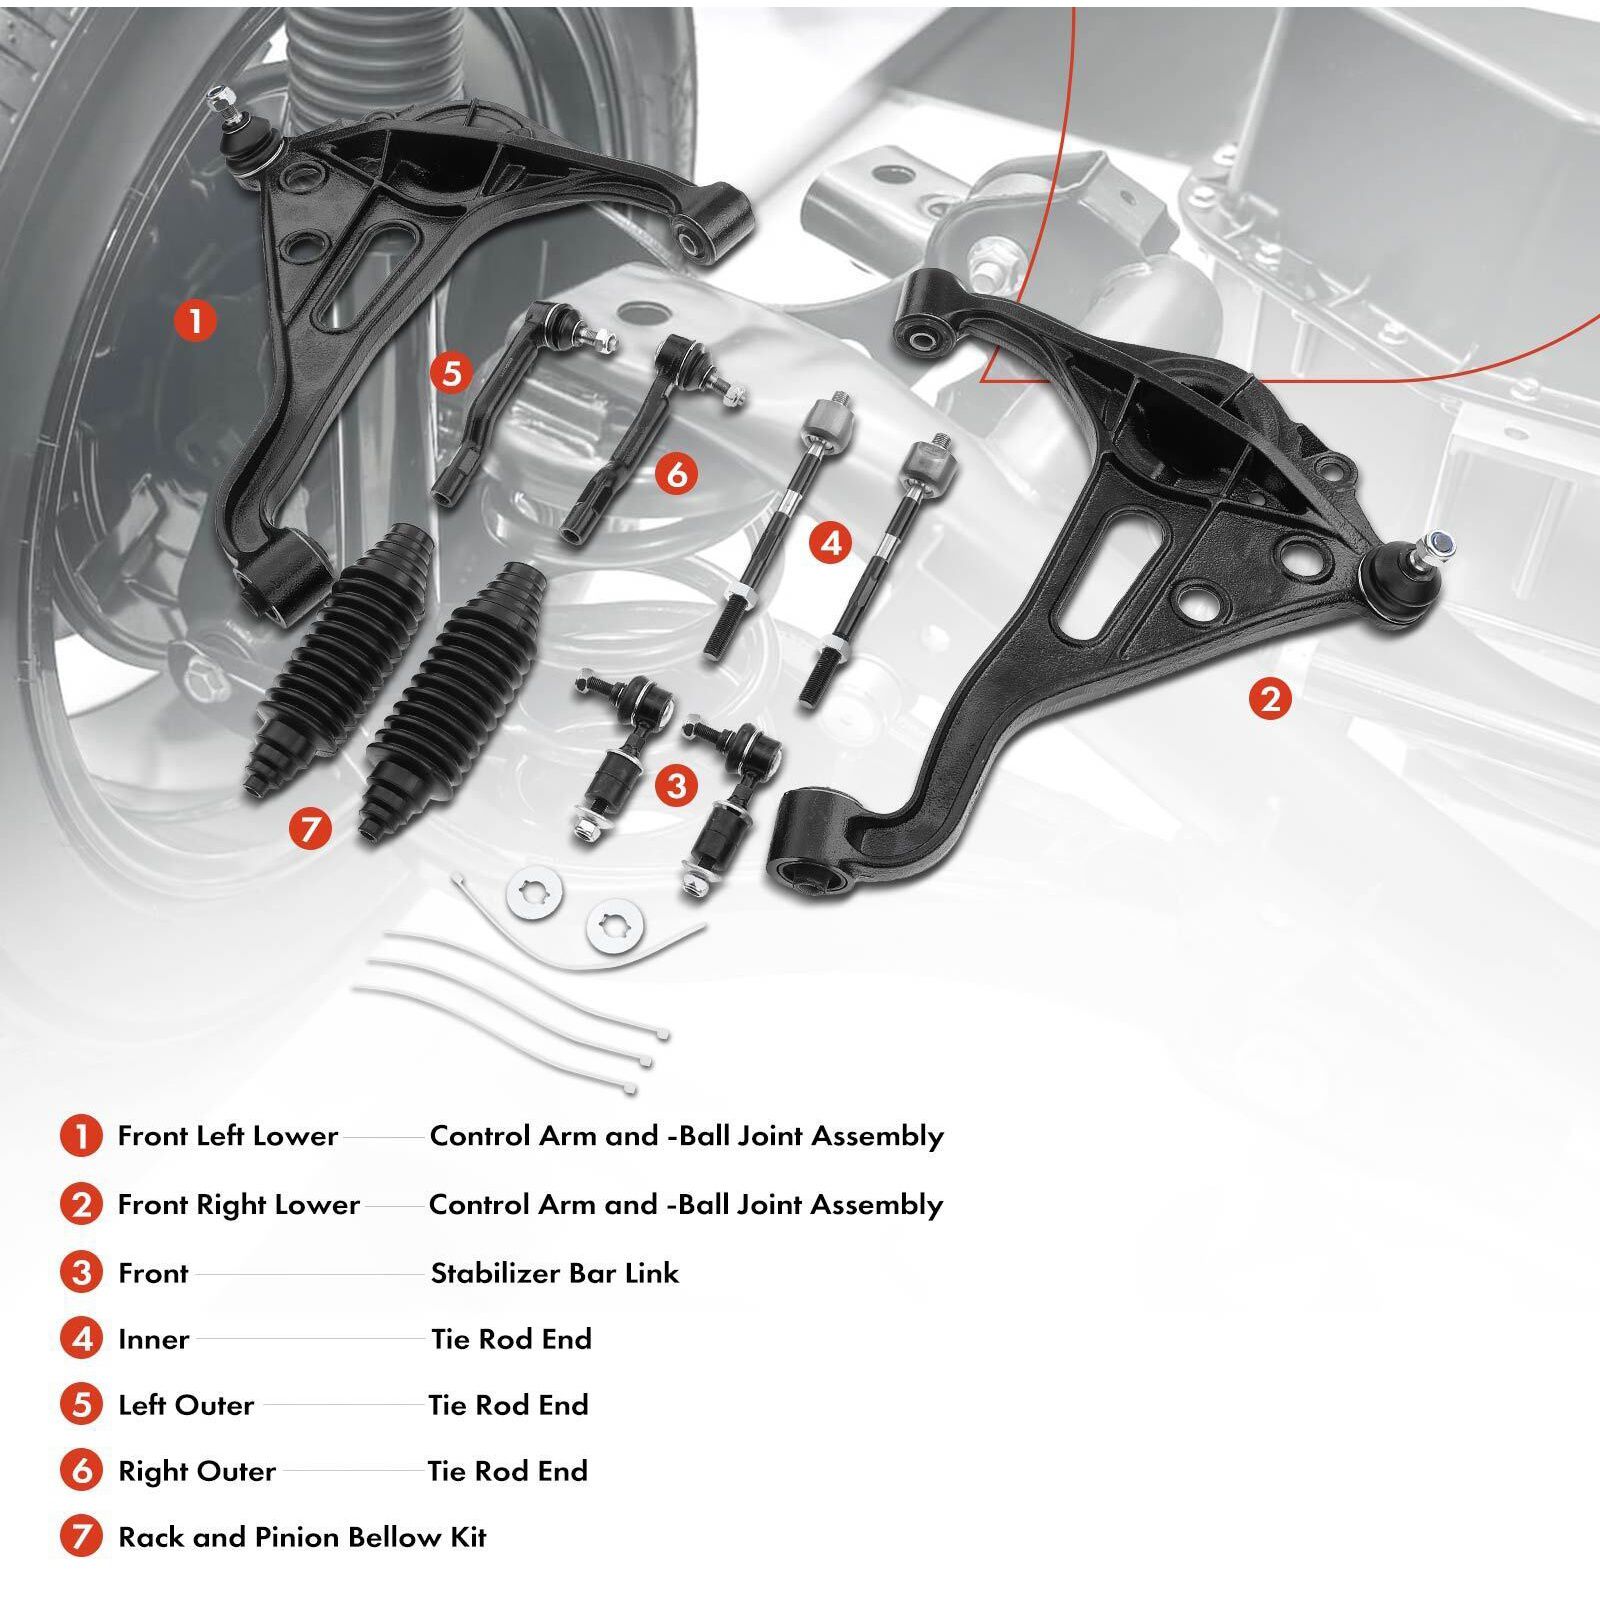 1
5
6
4
2
3
7
1 Front Left Lower Control Arm and -Ball Joint Assembly
2 Front Right Lower Control Arm and -Ball Joint Assembly
3 Front Stabilizer Bar Link
4 Inner Tie Rod End
5 Left Outer Tie Rod End
6 Right Outer Tie Rod End
7 Rack and Pinion Bellow Kit